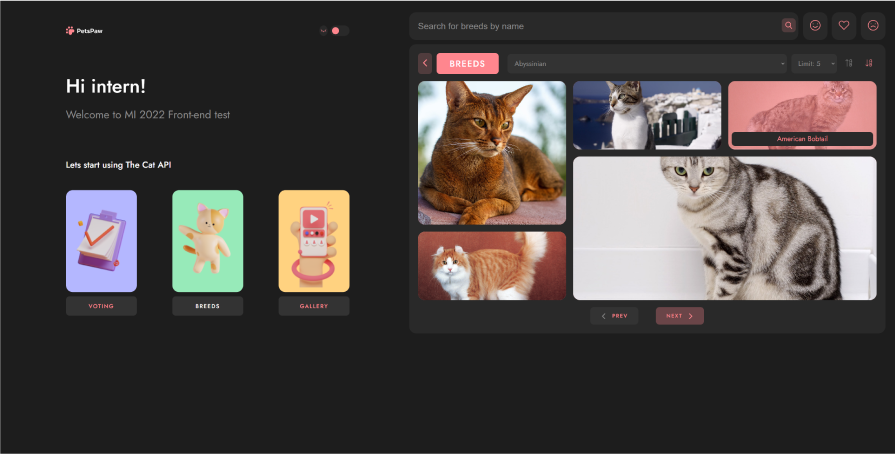 PetsPaw
Hi intern!
Welcome to MI 2022 Front-end test
Lets start using The Cat API
VOTING
BREEDS
GALLERY
Search for breeds by name
BREEDS
Abyssinian
Limit: 5
American Bobtail
PREV
NEXT